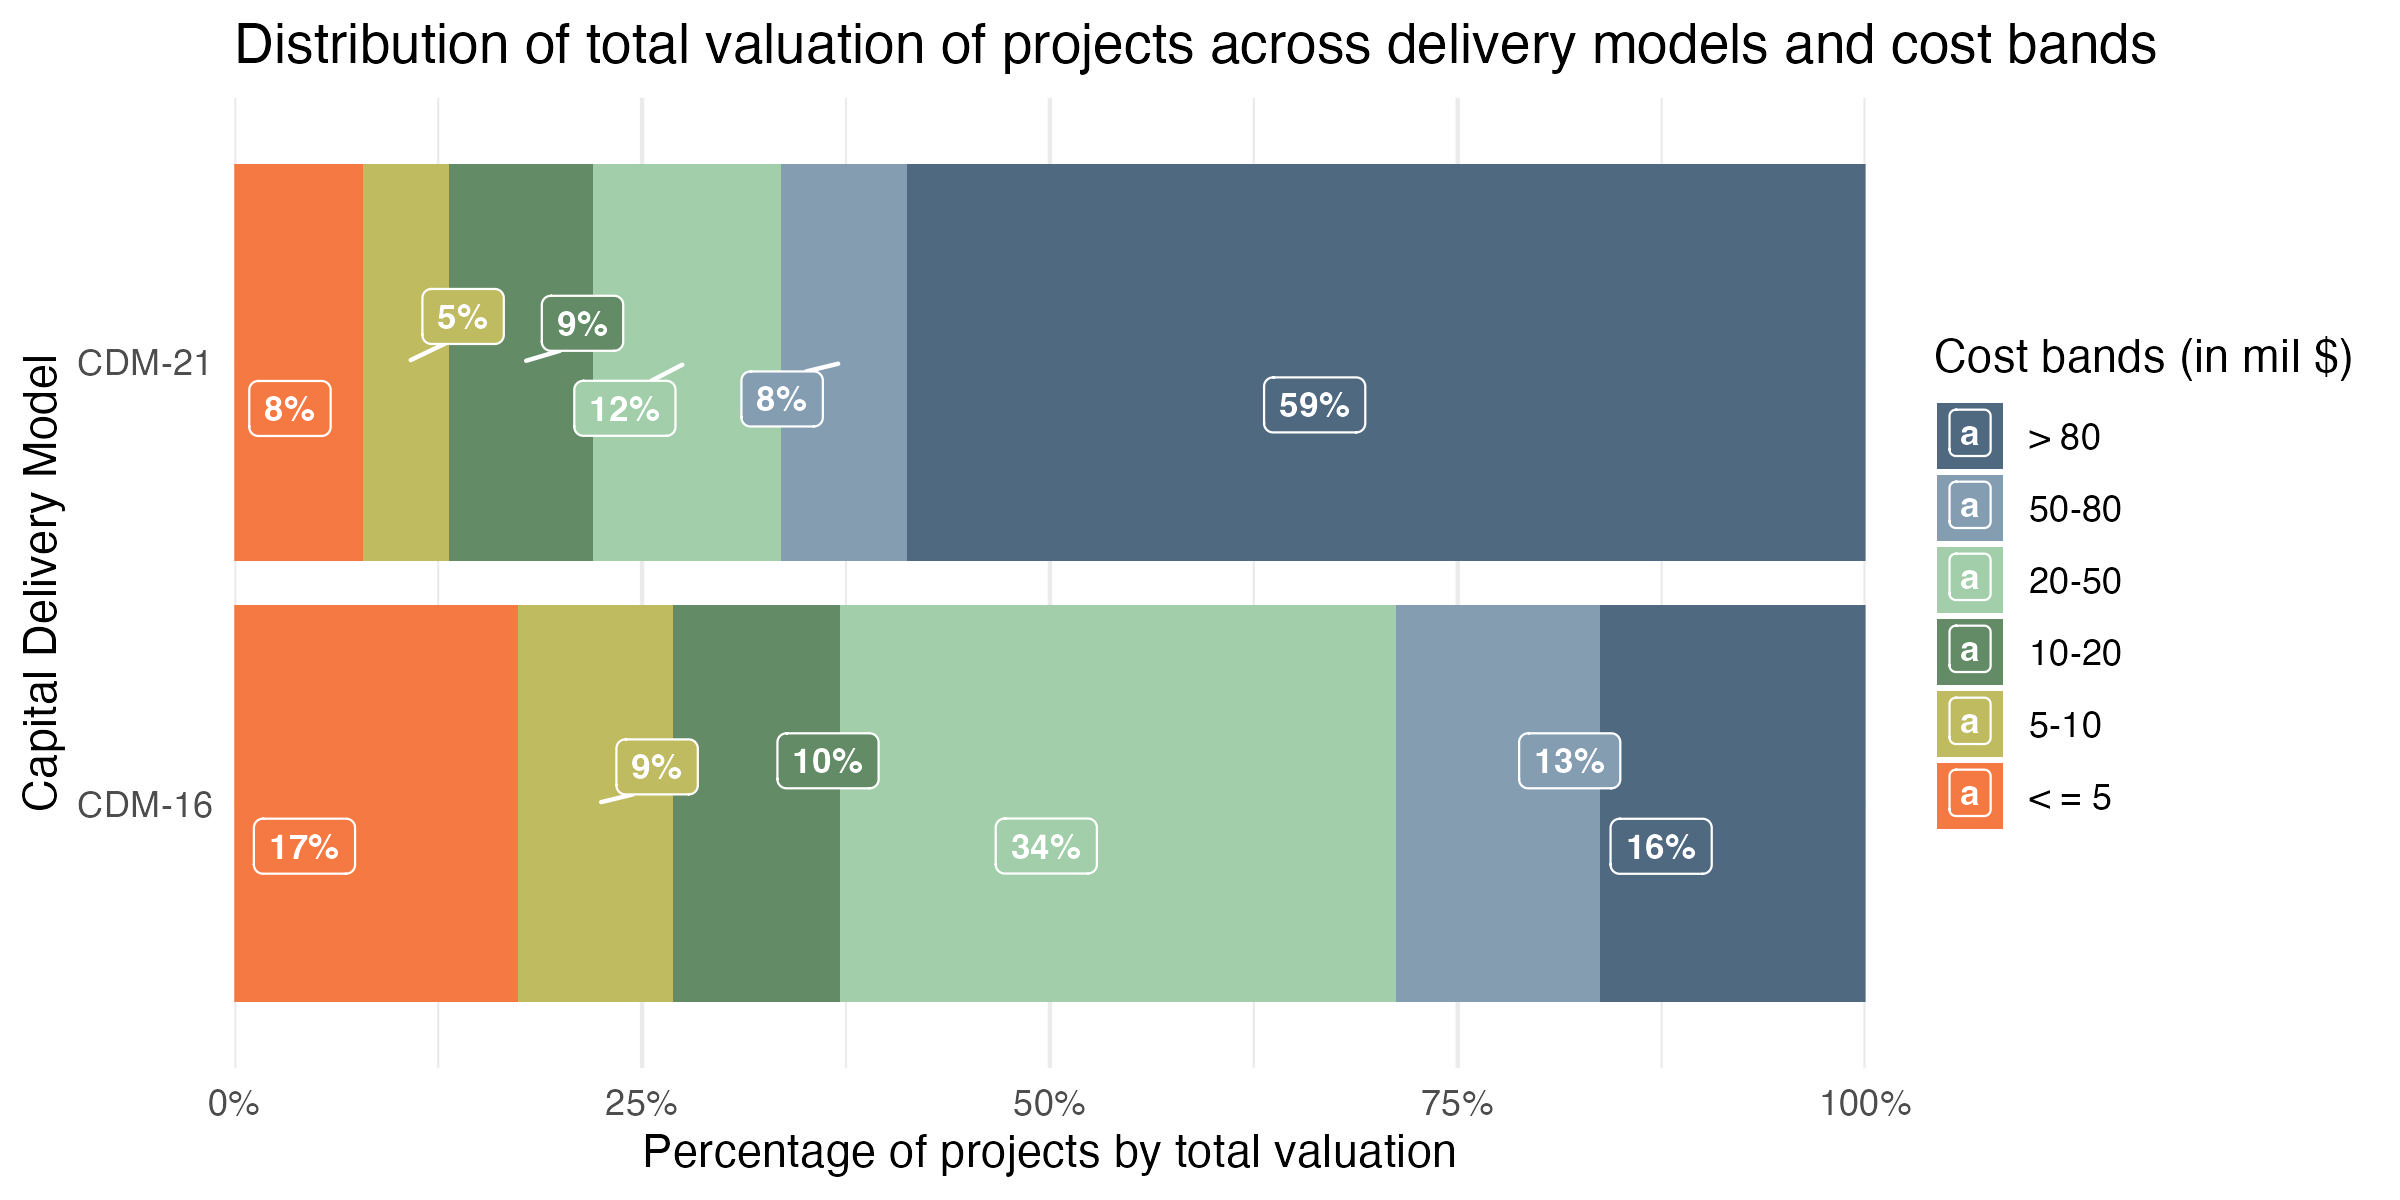 Distribution of total valuation of projects across delivery models and cost bands
Capital Delivery Model
CDM-21
8%
5%
9%
12%
8%
59%
CDM-16
17%
9%
10%
34%
13%
16%
0%
25%
50%
75%
100%
Percentage of projects by total valuation
Cost bands (in mil $)
a > 80
a 50-80
a 20-50
a 10-20
a 5-10
a < = 5